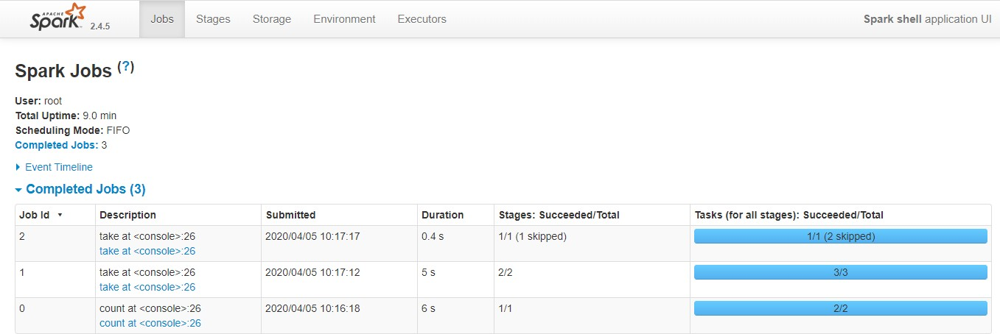 APACHE
Spark 2.4.5 Jobs Stages Storage Environment Executors Spark shell application UI
Spark Jobs (?)
User: root
Total Uptime: 9.0 min
Scheduling Mode: FIFO
Completed Jobs: 3
Event Timeline
Completed Jobs (3)
Job Id Description Submitted Duration Stages: Succeeded/Total Tasks (for all stages): Succeeded/Total
2 take at <console>:26 2020/04/05 10:17:17 0.4 s 1/1 (1 skipped) 1/1 (2 skipped)
take at <console>:26
1 take at <console>:26 2020/04/05 10:17:12 5 s 2/2 3/3
take at <console>:26
0 count at <console>:26 2020/04/05 10:16:18 6 s 1/1 2/2
count at <console>:26